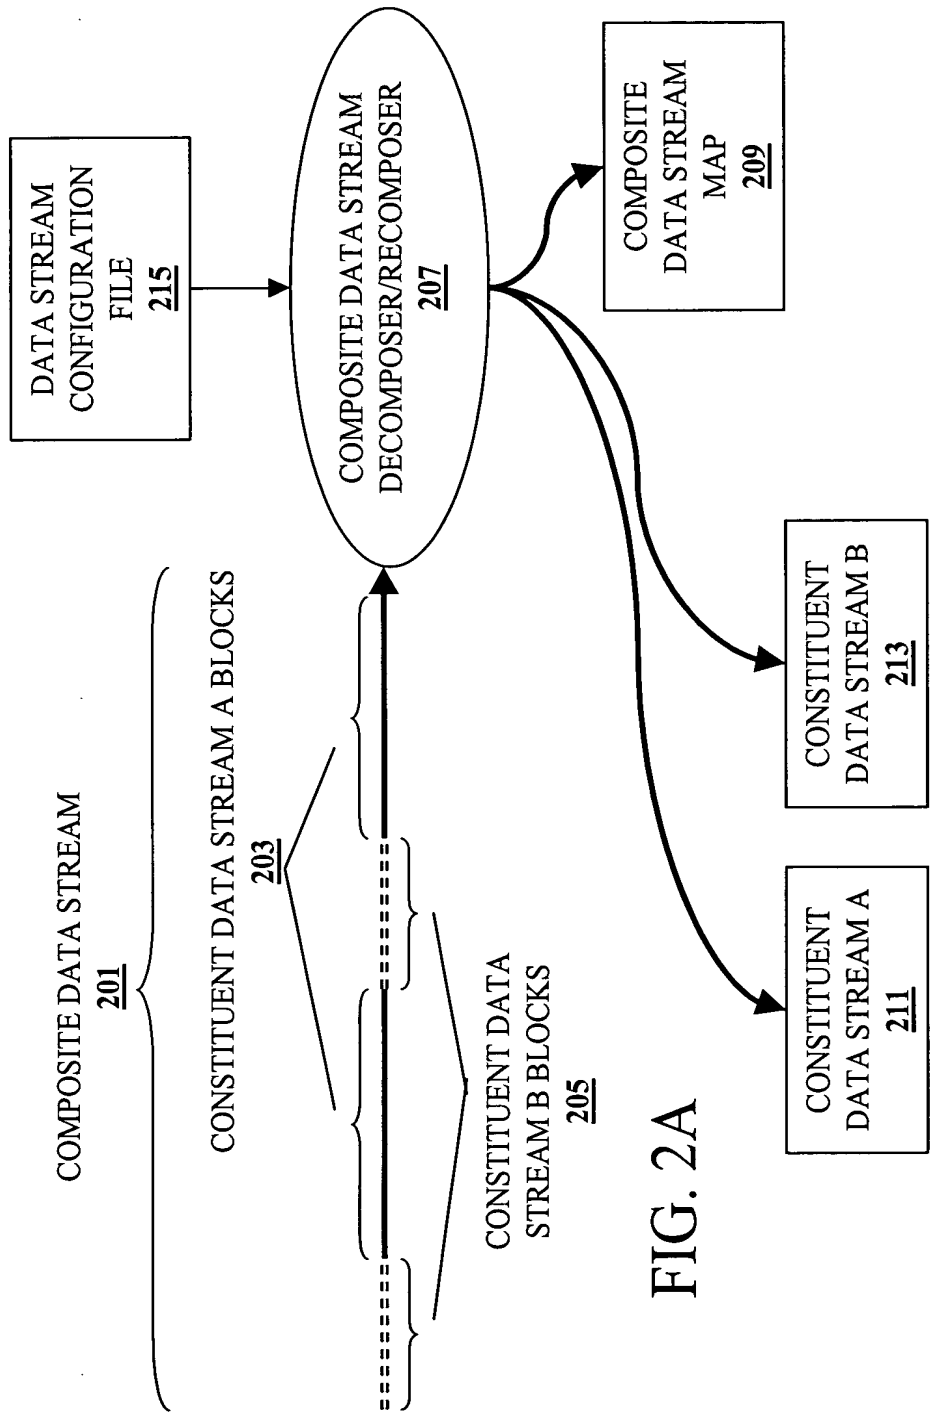 COMPOSITE DATA STREAM
201
CONSTITUENT DATA STREAM A BLOCKS
203
CONSTITUENT DATA
STREAM B BLOCKS
205
DATA STREAM
CONFIGURATION
FILE
215
COMPOSITE DATA STREAM
DECOMPOSER/RECOMPOSER
207
COMPOSITE
DATA STREAM
MAP
209
CONSTITUENT
DATA STREAM B
213
CONSTITUENT
DATA STREAM A
211
FIG. 2A